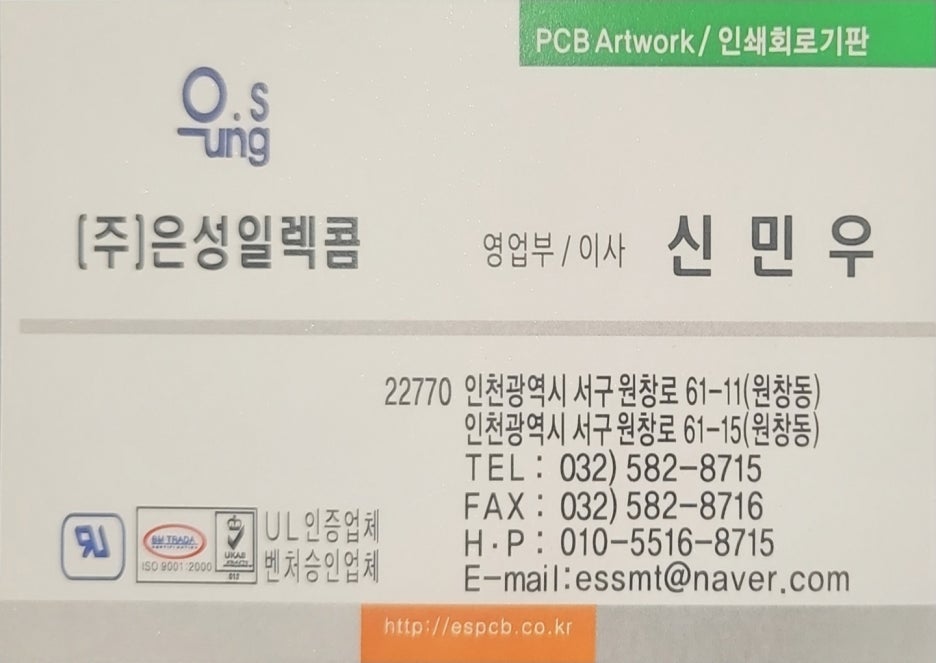 PCB Artwork / 인쇄회로기판
O.s
ung
(주)은성일렉콤
영업부 / 이사 신 민 우
22770 인천광역시 서구 원창로 61-11(원창동)
인천광역시 서구 원창로 61-15(원창동)
TEL : 032) 582-8715
FAX : 032) 582-8716
H·P : 010-5516-8715
E-mail:essmt@naver.com
UL인증업체
벤처승인업체
BM TRADA
ISO 9001:2000
UKAS
012
http://espcb.co.kr